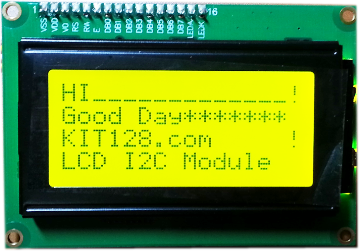 1 16
VSS VDD VO RS RW E DB0 DB1 DB2 DB3 DB4 DB5 DB6 DB7 LEDA LEDK
HI_____________!
Good Day*******
KIT128.com     !
LCD I2C Module